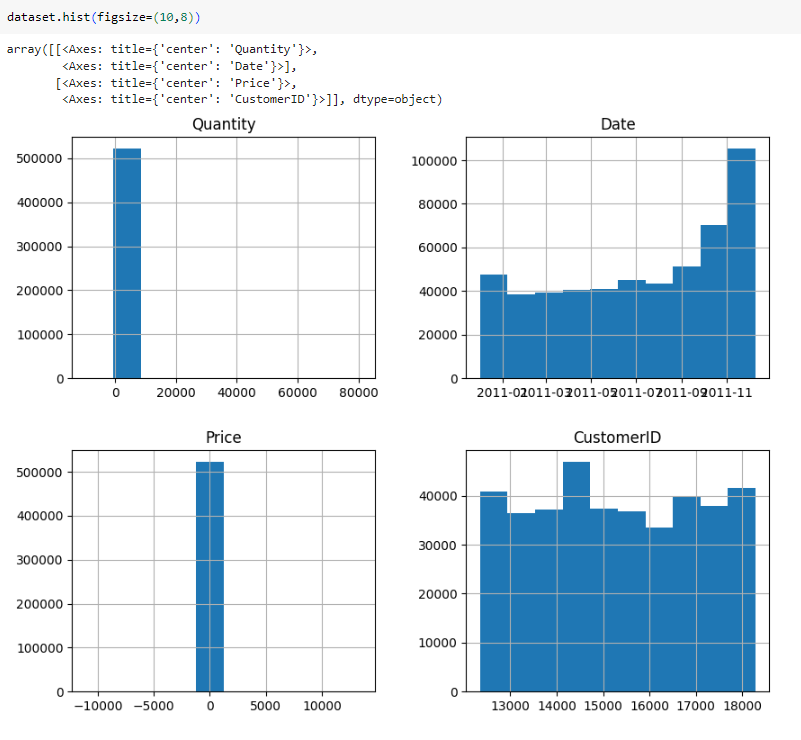 dataset.hist(figsize=(10,8))
array([[<Axes: title={'center': 'Quantity'}>,
        <Axes: title={'center': 'Date'}>],
       [<Axes: title={'center': 'Price'}>,
        <Axes: title={'center': 'CustomerID'}>]], dtype=object)
Quantity
500000
400000
300000
200000
100000
0
0 20000 40000 60000 80000
Date
100000
80000
60000
40000
20000
0
2011-01 2011-03 2011-05 2011-07 2011-09 2011-11
Price
500000
400000
300000
200000
100000
0
−10000 −5000 0 5000 10000
CustomerID
40000
30000
20000
10000
0
13000 14000 15000 16000 17000 18000